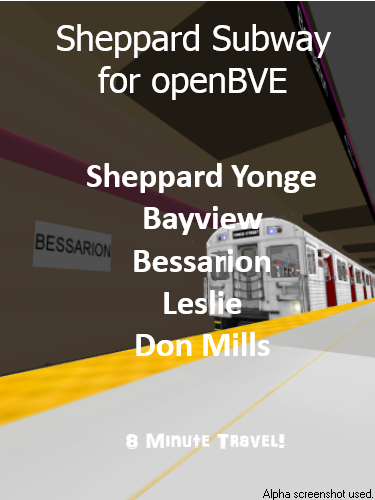 Sheppard Subway
for openBVE
Sheppard Yonge
Bayview
BESSARION
Bessarion
Leslie
Don Mills
8 Minute Travel!
Alpha screenshot used.